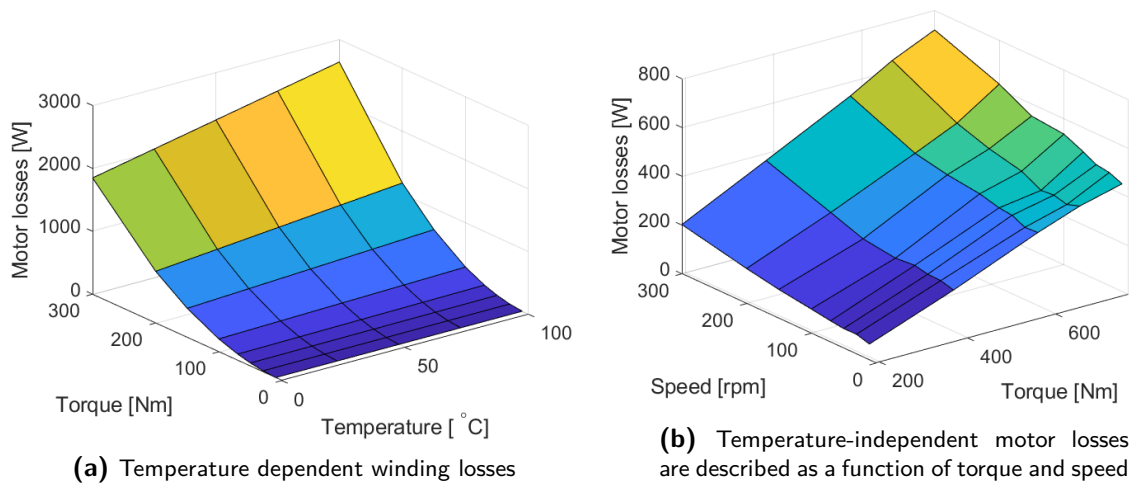 3000
2000
1000
0
300
200
100
0
0
50
100
Motor losses [W]
Torque [Nm]
Temperature [ °C]
(a) Temperature dependent winding losses
800
600
400
200
0
300
200
100
0
200
400
600
Motor losses [W]
Speed [rpm]
Torque [Nm]
(b) Temperature-independent motor losses
are described as a function of torque and speed